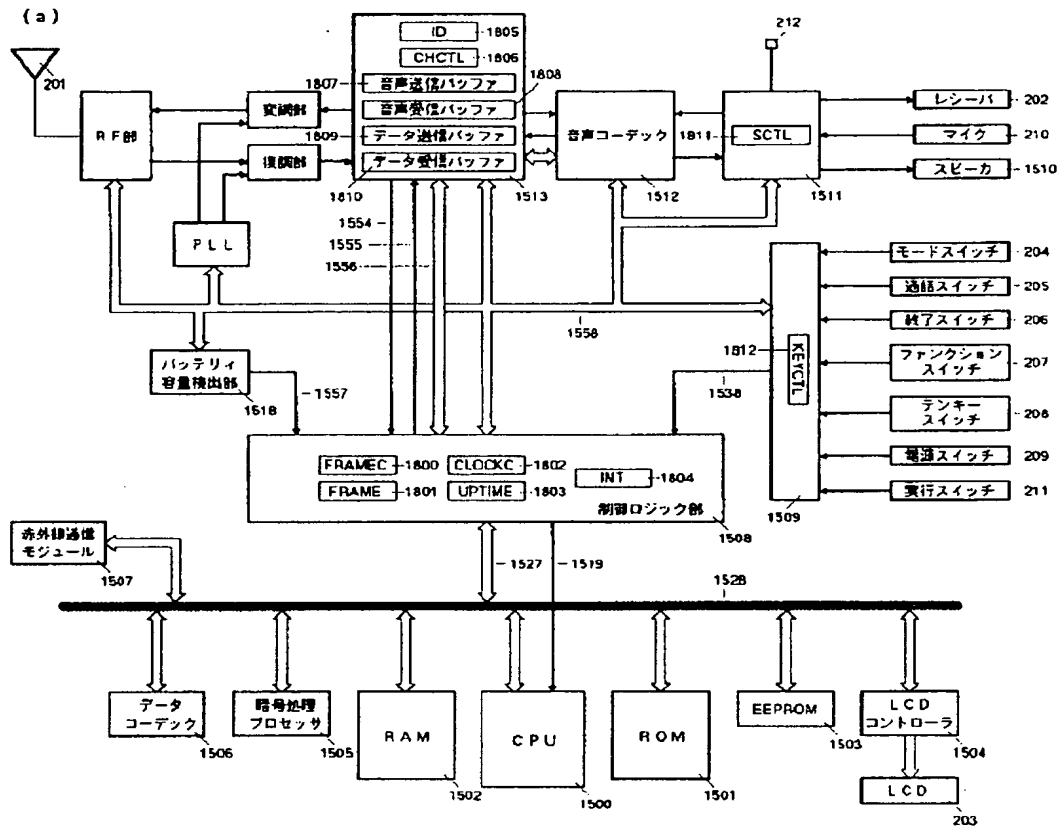 (a)
201
RF部
変調部
復調部
PLL
ID
1805
CHCTL
1806
1807
音声送信バッファ
1808
音声受信バッファ
1809
データ送信バッファ
1810
データ受信バッファ
1513
音声コーデック
1512
212
1811
SCTL
1511
レシーバ
202
マイク
210
スピーカ
1510
1554
1555
1556
1558
バッテリィ
容量検出部
1518
1557
1538
1812
KEYCTL
1509
モードスイッチ
204
通話スイッチ
205
終了スイッチ
206
ファンクション
スイッチ
207
テンキー
スイッチ
208
電源スイッチ
209
実行スイッチ
211
FRAMEC
1800
CLOCKC
1802
FRAME
1801
UPTIME
1803
INT
1804
制御ロジック部
1508
赤外線通信
モジュール
1507
1527
1519
1528
データ
コーデック
1506
暗号処理
プロセッサ
1505
RAM
1502
CPU
1500
ROM
1501
EEPROM
1503
LCD
コントローラ
1504
LCD
203